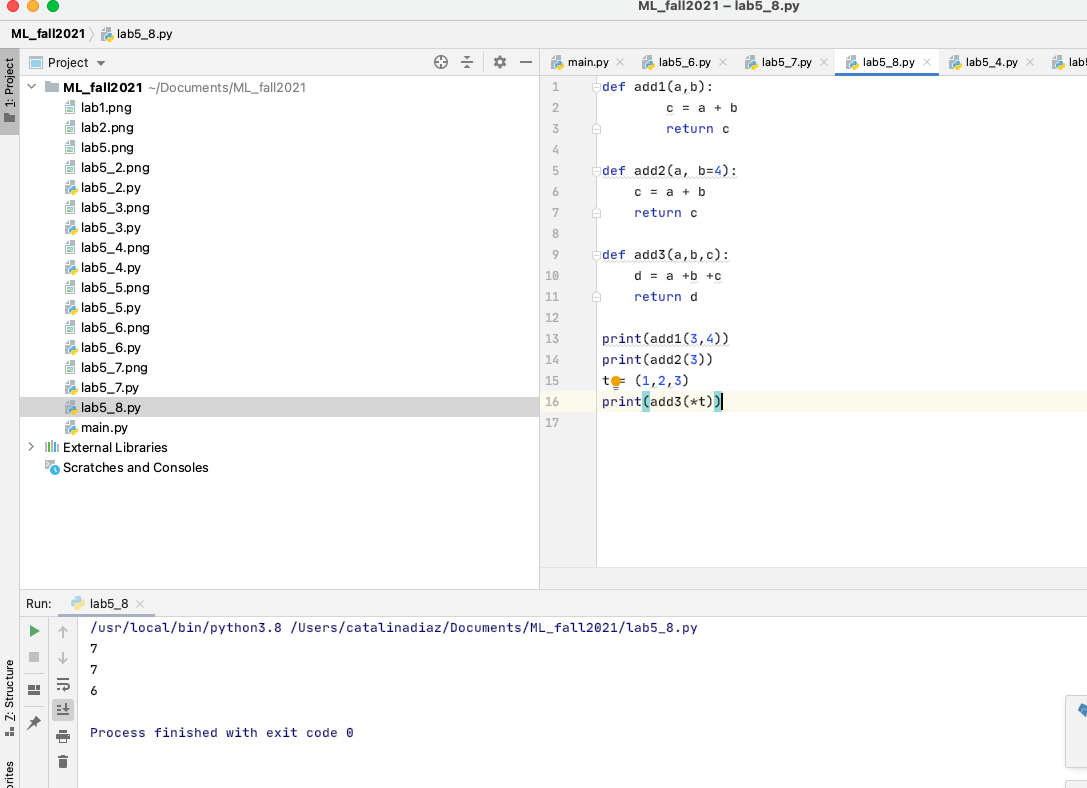 ML_fall2021 – lab5_8.py
ML_fall2021 lab5_8.py
1: Project
Project
main.py lab5_6.py lab5_7.py lab5_8.py lab5_4.py
ML_fall2021 ~/Documents/ML_fall2021
lab1.png
lab2.png
lab5.png
lab5_2.png
lab5_2.py
lab5_3.png
lab5_3.py
lab5_4.png
lab5_4.py
lab5_5.png
lab5_5.py
lab5_6.png
lab5_6.py
lab5_7.png
lab5_7.py
lab5_8.py
main.py
External Libraries
Scratches and Consoles
1 def add1(a,b):
2 c = a + b
3 return c
4
5 def add2(a, b=4):
6 c = a + b
7 return c
8
9 def add3(a,b,c):
10 d = a +b +c
11 return d
12
13 print(add1(3,4))
14 print(add2(3))
15 t = (1,2,3)
16 print(add3(*t))
17
Run: lab5_8
/usr/local/bin/python3.8 /Users/catalinadiaz/Documents/ML_fall2021/lab5_8.py
7
7
6
Process finished with exit code 0
Z: Structure